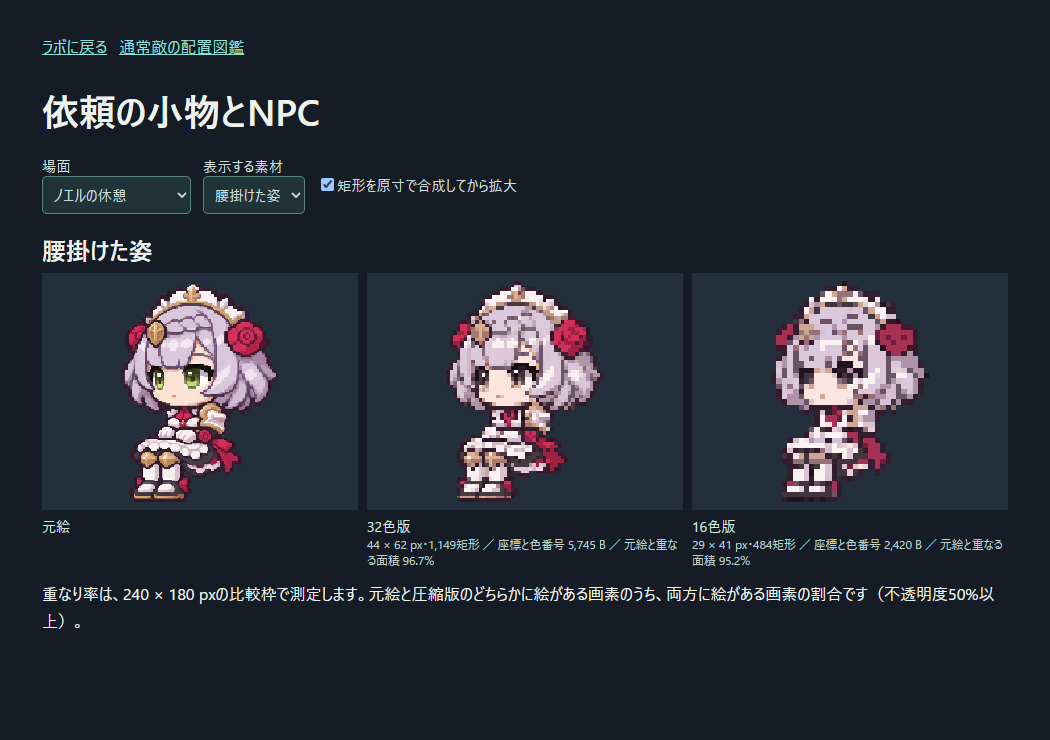 ラボに戻る 通常敵の配置図鑑
依頼の小物とNPC
場面 表示する素材
ノエルの休憩 腰掛けた姿 矩形を原寸で合成してから拡大
腰掛けた姿
元絵 32色版 16色版
44 × 62 px・1,149矩形 ／ 座標と色番号 5,745 B ／ 元絵と重な
る面積 96.7%
29 × 41 px・484矩形 ／ 座標と色番号 2,420 B ／ 元絵と重なる
面積 95.2%
重なり率は、240 × 180 pxの比較枠で測定します。元絵と圧縮版のどちらかに絵がある画素のうち、両方に絵がある画素の割合です（不透明度50%以
上）。